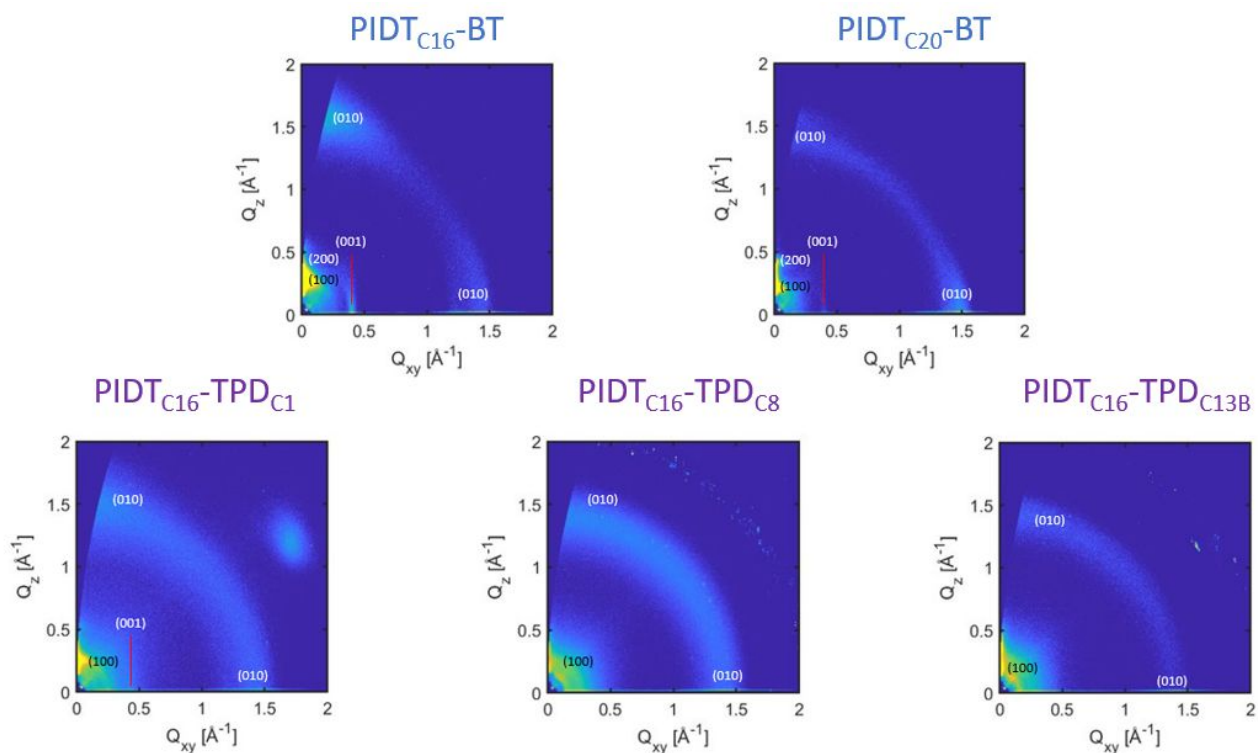 PIDTC16-BT
PIDTC20-BT
2
1.5
1
0.5
0
Qz [Å-1]
(010)
(001)
(200)
(100)
(010)
0 0.5 1 1.5 2
Qxy [Å-1]
2
1.5
1
0.5
0
Qz [Å-1]
(010)
(001)
(200)
(100)
(010)
0 0.5 1 1.5 2
Qxy [Å-1]
PIDTC16-TPDC1
PIDTC16-TPDC8
PIDTC16-TPDC13B
2
1.5
1
0.5
0
Qz [Å-1]
(010)
(001)
(100)
(010)
0 0.5 1 1.5 2
Qxy [Å-1]
2
1.5
1
0.5
0
Qz [Å-1]
(010)
(100)
(010)
0 0.5 1 1.5 2
Qxy [Å-1]
2
1.5
1
0.5
0
Qz [Å-1]
(010)
(100)
(010)
0 0.5 1 1.5 2
Qxy [Å-1]